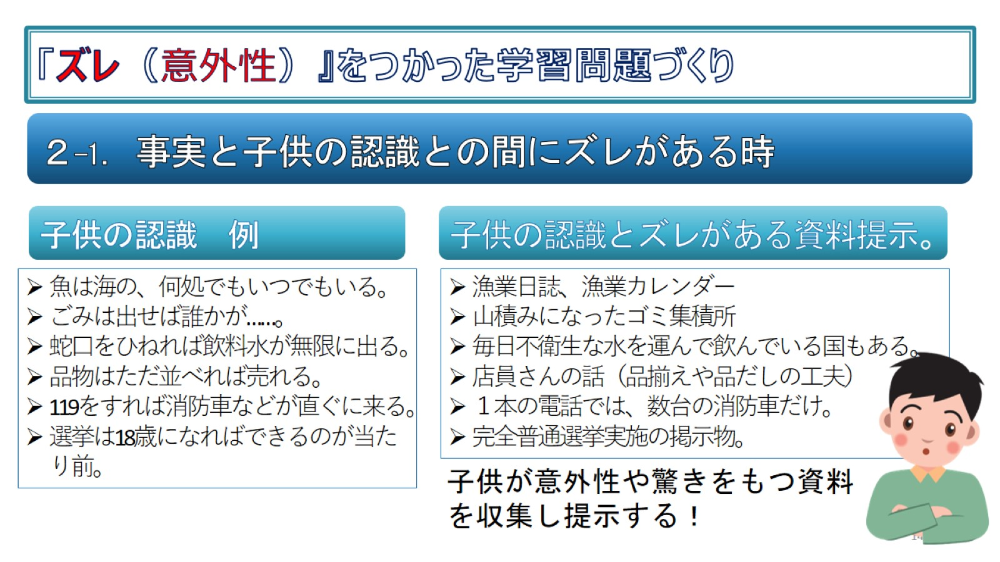 『ズレ（意外性）』をつかった学習問題づくり
２-1. 事実と子供の認識との間にズレがある時
子供の認識　例
➢ 魚は海の、何処でもいつでもいる。
➢ ごみは出せば誰かが……。
➢ 蛇口をひねれば飲料水が無限に出る。
➢ 品物はただ並べれば売れる。
➢ 119をすれば消防車などが直ぐに来る。
➢ 選挙は18歳になればできるのが当た
り前。
子供の認識とズレがある資料提示。
➢ 漁業日誌、漁業カレンダー
➢ 山積みになったゴミ集積所
➢ 毎日不衛生な水を運んで飲んでいる国もある。
➢ 店員さんの話（品揃えや品だしの工夫）
➢ １本の電話では、数台の消防車だけ。
➢ 完全普通選挙実施の掲示物。
子供が意外性や驚きをもつ資料
を収集し提示する！
14